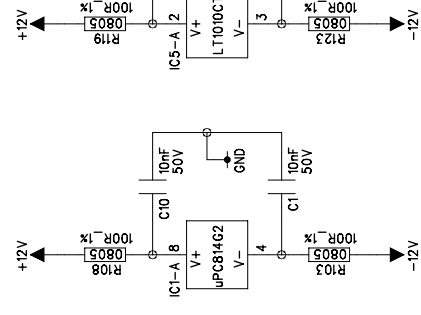 +12V
100R_1%
0805
R119
2
IC5-A
V+
LT1010CT
V-
3
100R_1%
0805
R123
-12V
10nF
50V
C10
GND
10nF
50V
C1
+12V
100R_1%
0805
R108
8
IC1-A
V+
uPC814G2
V-
4
100R_1%
0805
R103
-12V